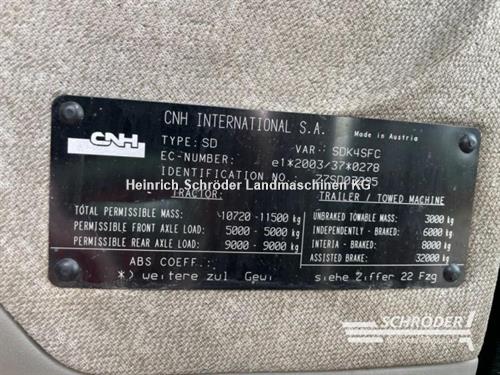 CNH INTERNATIONAL S.A.
Made in Austria
CNH
TYPE: SD
VAR.: SDK4SFC
EC-NUMBER: e1*2003/37*0278
IDENTIFICATION NO.
Heinrich Schröder Landmaschinen KG
TRACTOR:
TRAILER / TOWED MACHINE
TOTAL PERMISSIBLE MASS: 10720 - 11500 kg
UNBRAKED TOWABLE MASS: 3000 kg
PERMISSIBLE FRONT AXLE LOAD: 5000 - 5000 kg
INDEPENDENTLY - BRAKED: 6000 kg
PERMISSIBLE REAR AXLE LOAD: 9000 - 9000 kg
INTERIA - BRAKED: 8000 kg
ABS COEFF.:
ASSISTED BRAKE: 32000 kg
*) weitere zul. Gewi siehe Ziffer 22 Fzg
SCHRÖDER